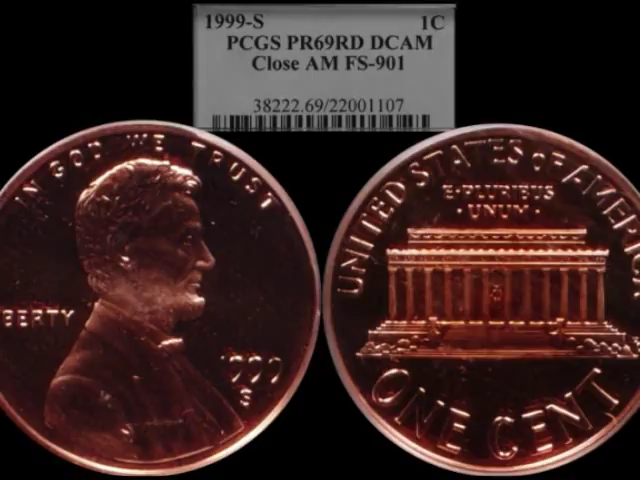 1999-S 1C
PCGS PR69RD DCAM
Close AM FS-901
38222.69/22001107
IN GOD WE TRUST
BERTY
1999
S
UNITED STATES OF AMERICA
E·PLURIBUS
·UNUM·
ONE CENT